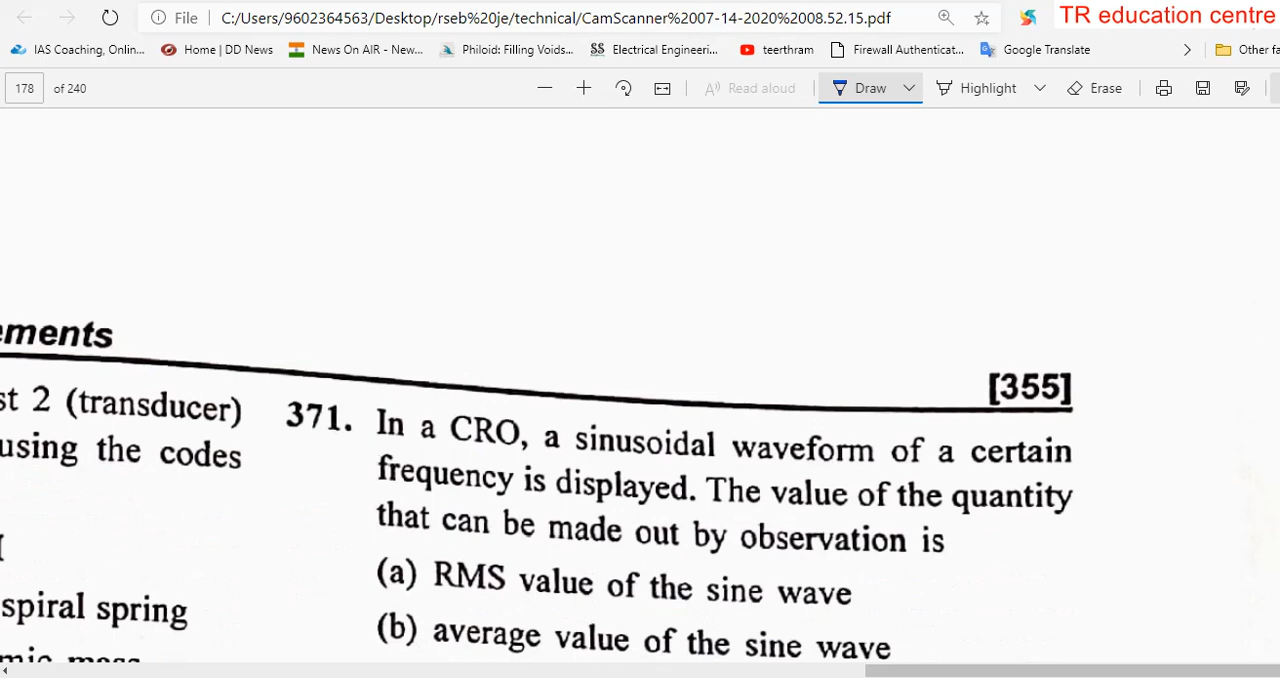 File C:/Users/9602364563/Desktop/rseb%20je/technical/CamScanner%2007-14-2020%2008.52.15.pdf
TR education centre
IAS Coaching, Onlin... Home | DD News News On AIR - New... Philoid: Filling Voids... Electrical Engineeri... teerthram Firewall Authenticat... Google Translate Other fa
178 of 240 Read aloud Draw Highlight Erase
ements
[355]
st 2 (transducer)
using the codes
spiral spring
371. In a CRO, a sinusoidal waveform of a certain
frequency is displayed. The value of the quantity
that can be made out by observation is
(a) RMS value of the sine wave
(b) average value of the sine wave